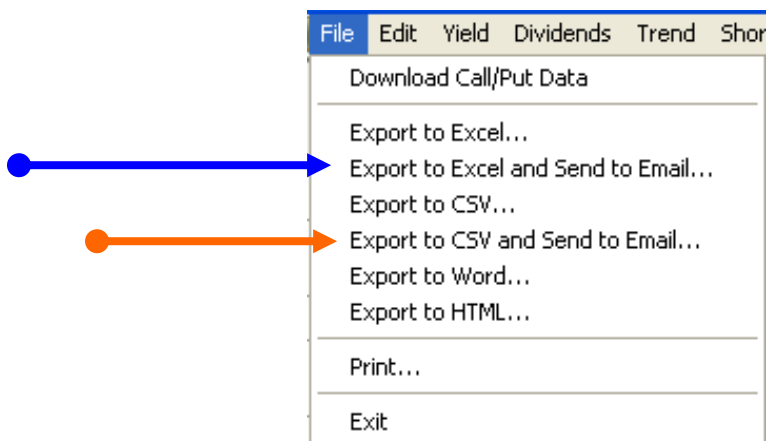 File Edit Yield Dividends Trend Shor
Download Call/Put Data
Export to Excel...
Export to Excel and Send to Email...
Export to CSV...
Export to CSV and Send to Email...
Export to Word...
Export to HTML...
Print...
Exit